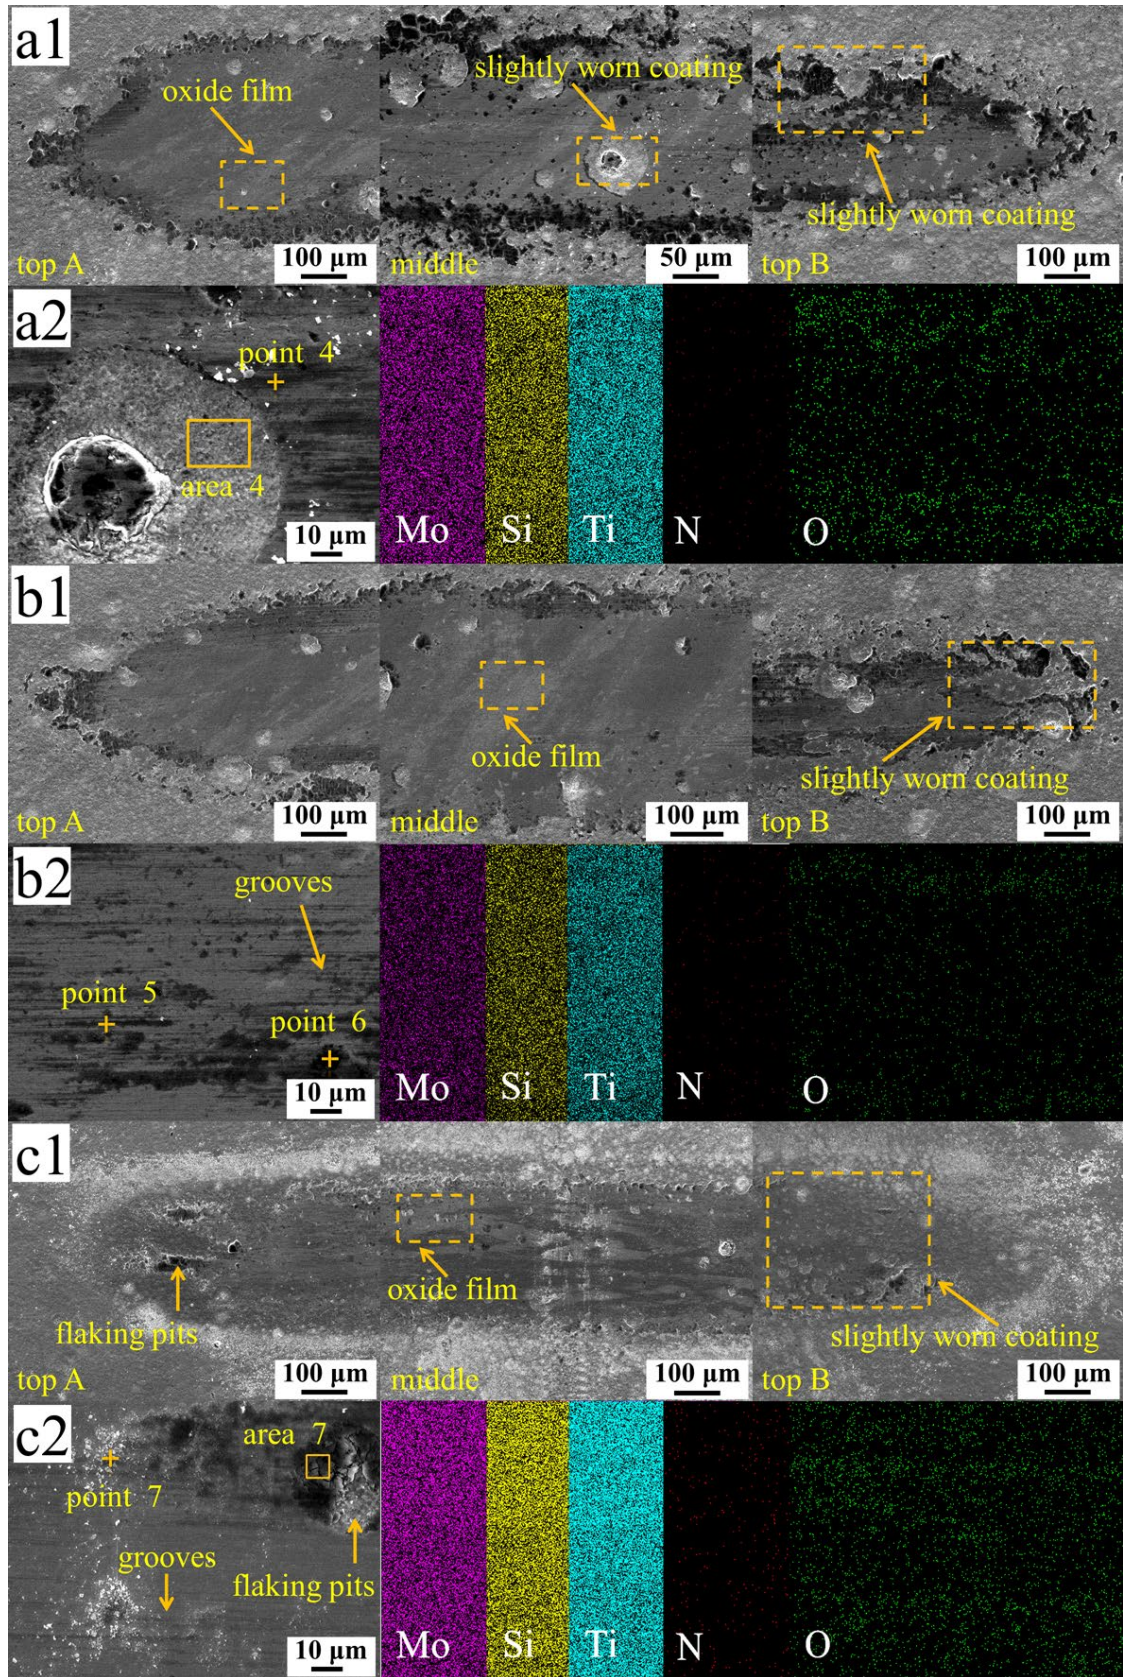 a1
oxide film
top A
100 μm
slightly worn coating
middle
50 μm
slightly worn coating
top B
100 μm
a2
point 4
area 4
10 μm
Mo
Si
Ti
N
O
b1
top A
100 μm
oxide film
middle
100 μm
slightly worn coating
top B
100 μm
b2
grooves
point 5
point 6
10 μm
Mo
Si
Ti
N
O
c1
flaking pits
top A
100 μm
oxide film
middle
100 μm
slightly worn coating
top B
100 μm
c2
area 7
point 7
grooves
flaking pits
10 μm
Mo
Si
Ti
N
O